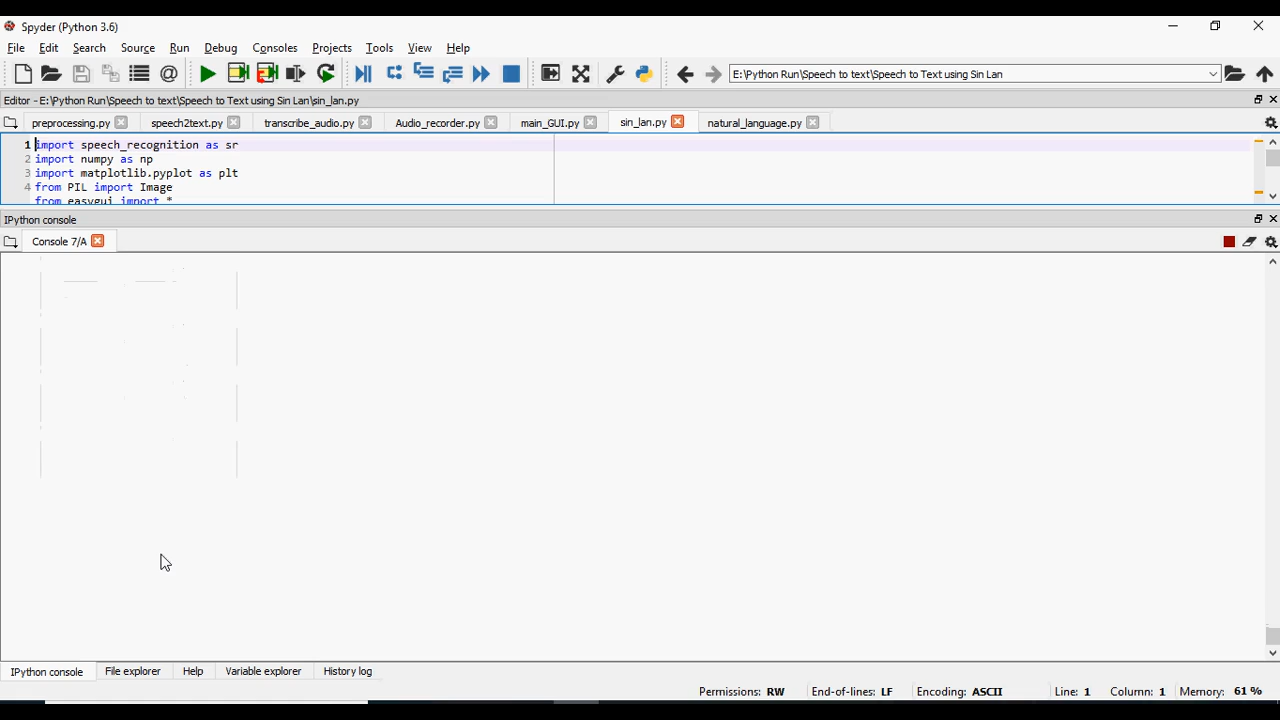 Spyder (Python 3.6)
File Edit Search Source Run Debug Consoles Projects Tools View Help
E:\Python Run\Speech to text\Speech to Text using Sin Lan
Editor - E:\Python Run\Speech to text\Speech to Text using Sin Lan\sin_lan.py
preprocessing.py speech2text.py transcribe_audio.py Audio_recorder.py main_GUI.py sin_lan.py natural_language.py
1 import speech_recognition as sr
2 import numpy as np
3 import matplotlib.pyplot as plt
4 from PIL import Image
from easygui import *
IPython console
Console 7/A
IPython console File explorer Help Variable explorer History log
Permissions: RW End-of-lines: LF Encoding: ASCII Line: 1 Column: 1 Memory: 61 %